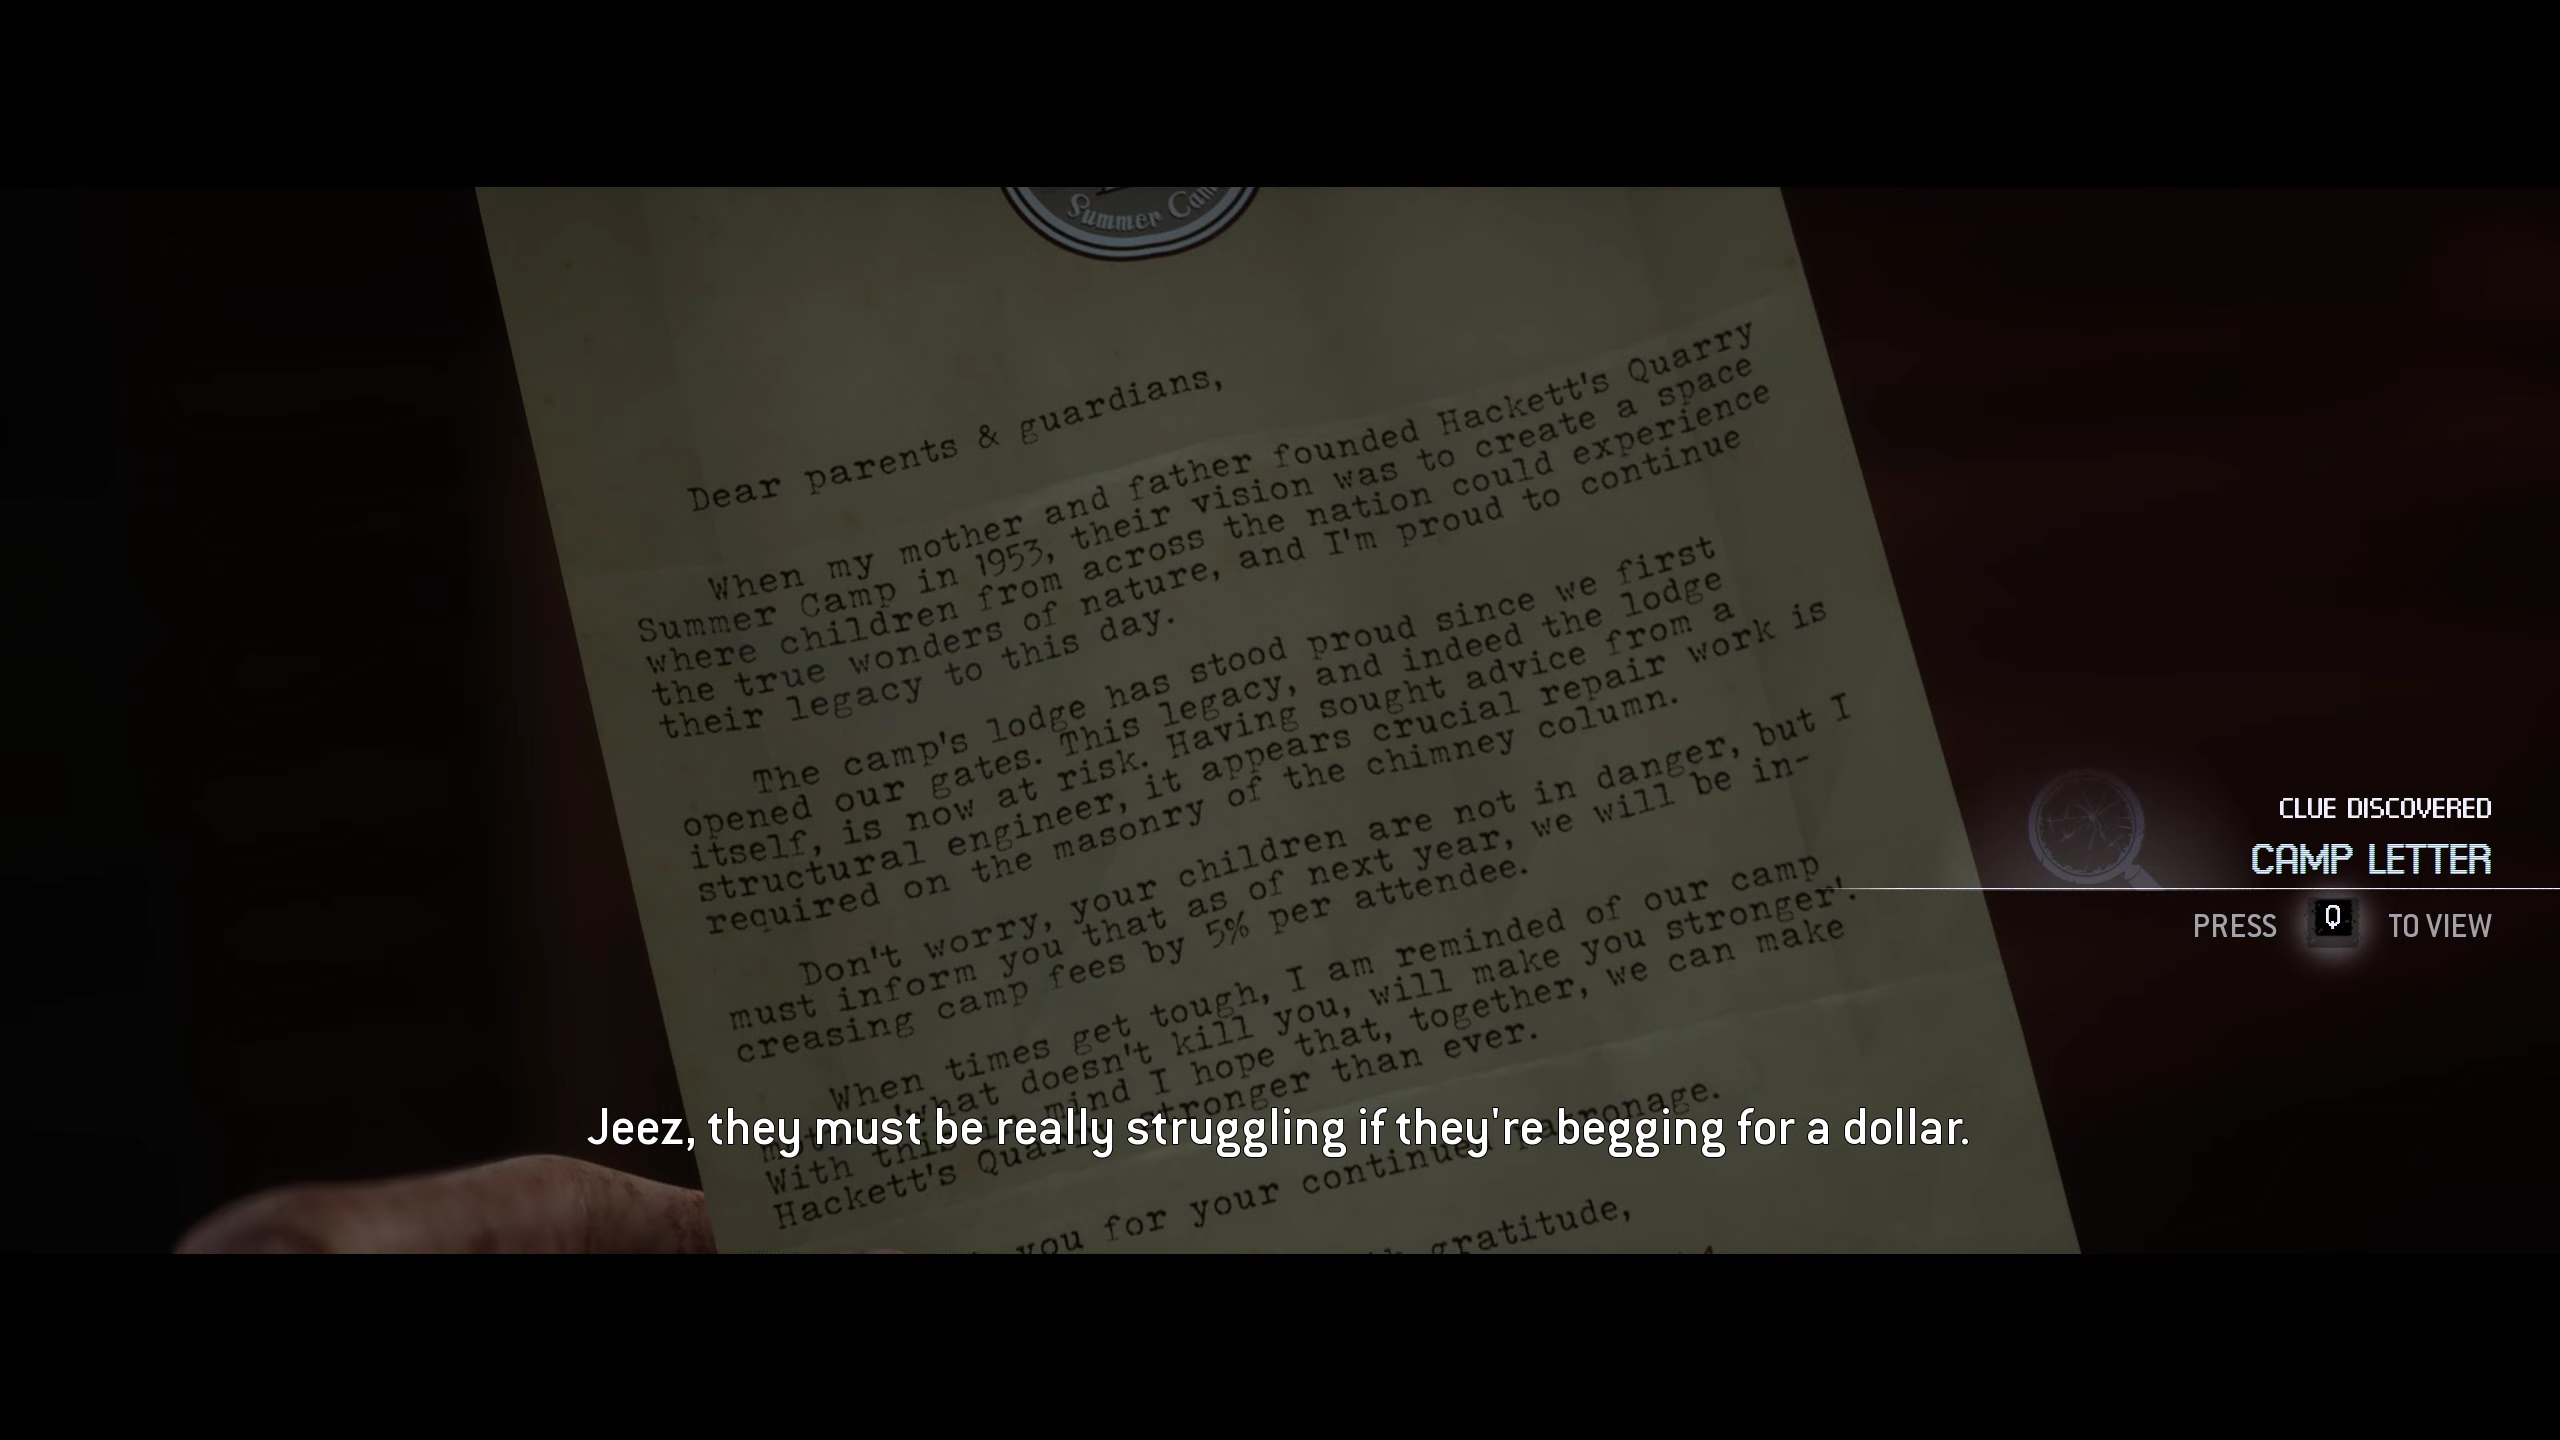 Summer Cam
Dear parents & guardians,
When my mother and father founded Hackett's Quarry
Summer Camp in 1953, their vision was to create a space
where children from across the nation could experience
the true wonders of nature, and I'm proud to continue
their legacy to this day.
The camp's lodge has stood proud since we first
opened our gates. This legacy, and indeed the lodge
itself, is now at risk. Having sought advice from a
structural engineer, it appears crucial repair work is
required on the masonry of the chimney column.
Don't worry, your children are not in danger, but I
must inform you that as of next year, we will be in-
creasing camp fees by 5% per attendee.
When times get tough, I am reminded of our camp
'what doesn't kill you, will make you stronger'.
With this in mind I hope that, together, we can make
Hackett's Quarry stronger than ever.
you for your continued patronage.
gratitude,
Jeez, they must be really struggling if they're begging for a dollar.
CLUE DISCOVERED
CAMP LETTER
PRESS Q TO VIEW